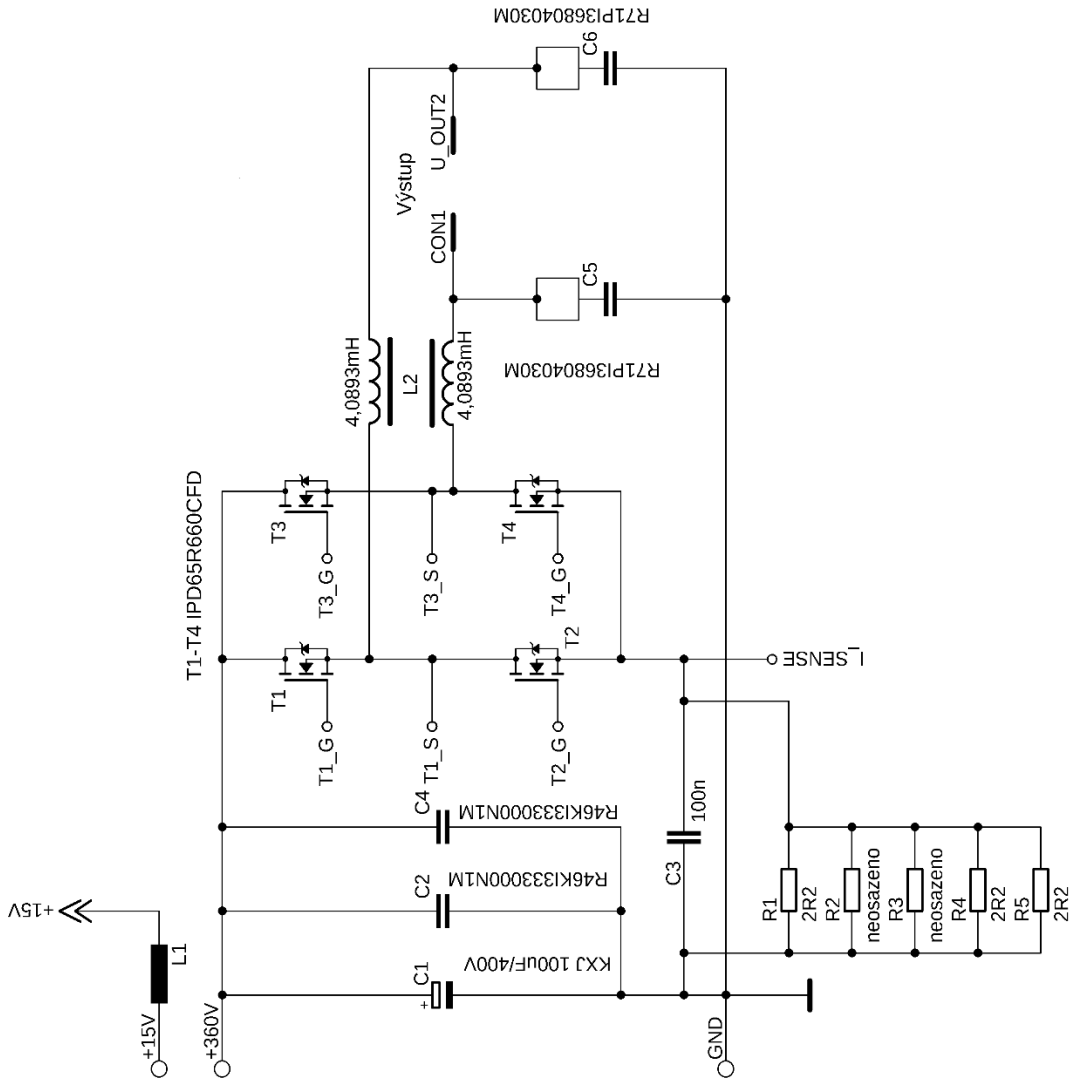 R71PI36804030M
C6
U_OUT2
Výstup
CON1
C5
R71PI36804030M
4,0893mH
L2
4,0893mH
T1-T4 IPD65R660CFD
T3
T3_G
T3_S
T4
T4_G
T1
T1_G
T1_S
T2
T2_G
I_SENSE
C4
R46KI333000N1M
C2
R46KI333000N1M
C1
+
KXJ 100uF/400V
C3
100n
R1
2R2
R2
neosazeno
R3
neosazeno
R4
2R2
R5
2R2
+15V
L1
+15V
+360V
GND